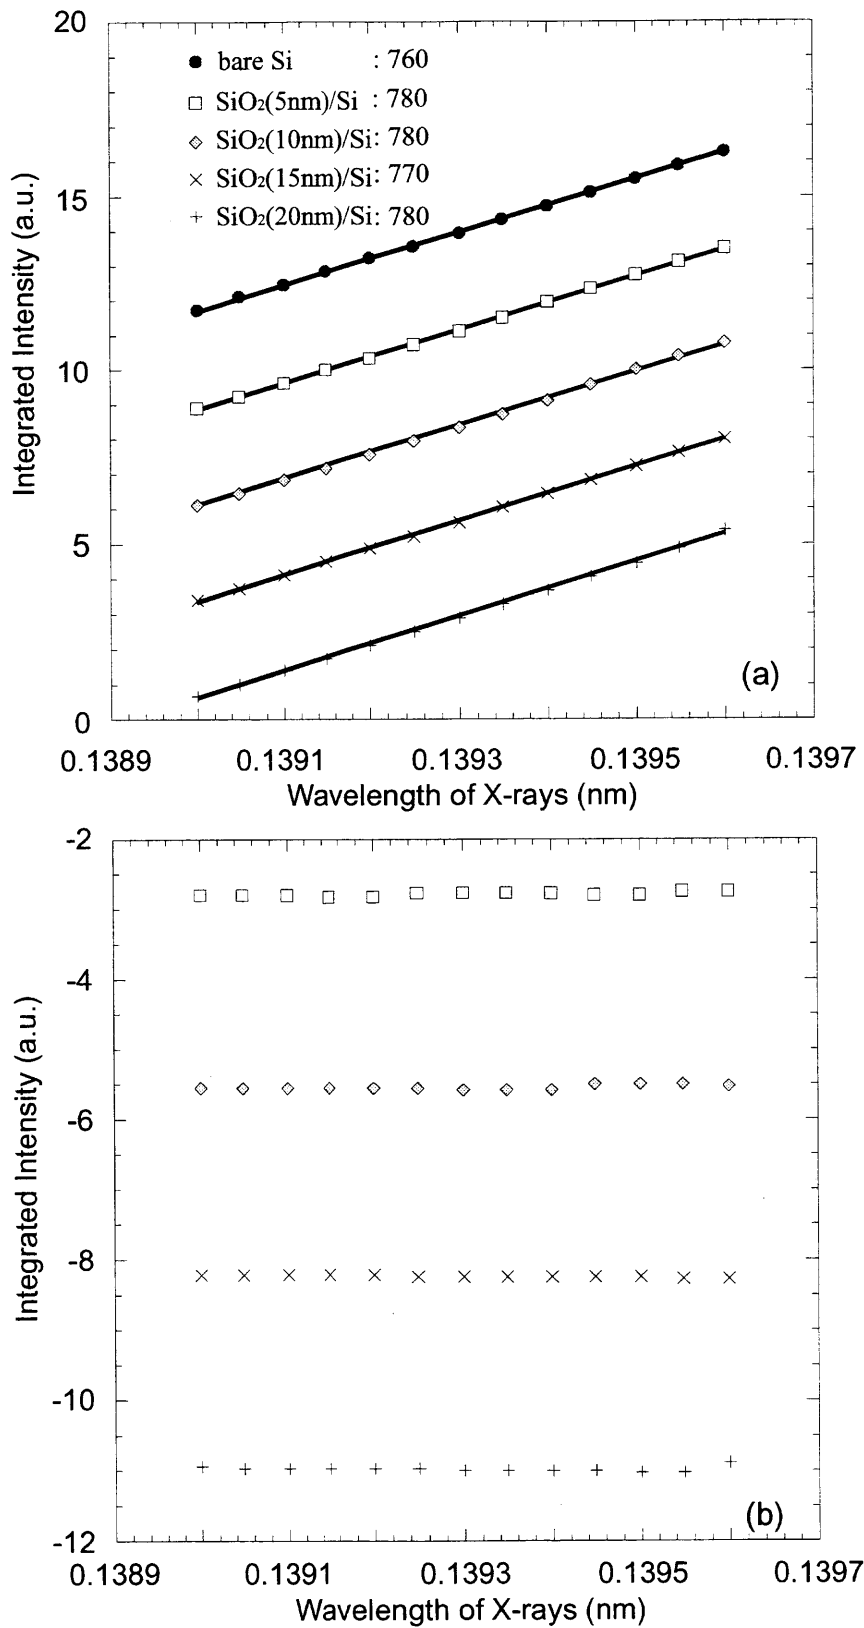 20
15
10
5
0
Integrated Intensity (a.u.)
bare Si : 760
SiO₂(5nm)/Si : 780
SiO₂(10nm)/Si: 780
SiO₂(15nm)/Si: 770
SiO₂(20nm)/Si: 780
(a)
0.1389 0.1391 0.1393 0.1395 0.1397
Wavelength of X-rays (nm)
-2
-4
-6
-8
-10
-12
Integrated Intensity (a.u.)
(b)
0.1389 0.1391 0.1393 0.1395 0.1397
Wavelength of X-rays (nm)